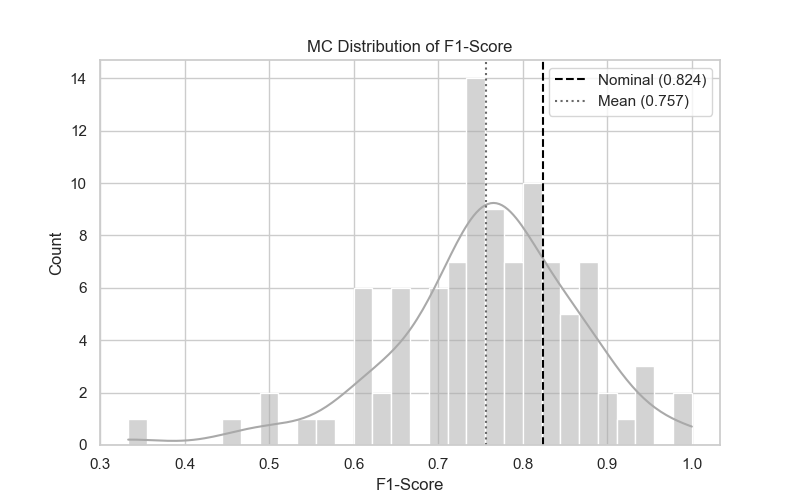 MC Distribution of F1-Score
Nominal (0.824)
Mean (0.757)
Count
14
12
10
8
6
4
2
0
0.3 0.4 0.5 0.6 0.7 0.8 0.9 1.0
F1-Score